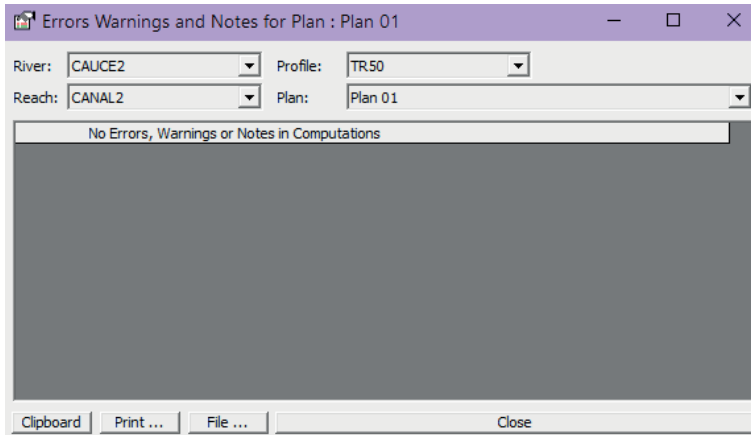 Errors Warnings and Notes for Plan : Plan 01
River: CAUCE2 Profile: TR50
Reach: CANAL2 Plan: Plan 01
No Errors, Warnings or Notes in Computations
Clipboard Print ... File ... Close